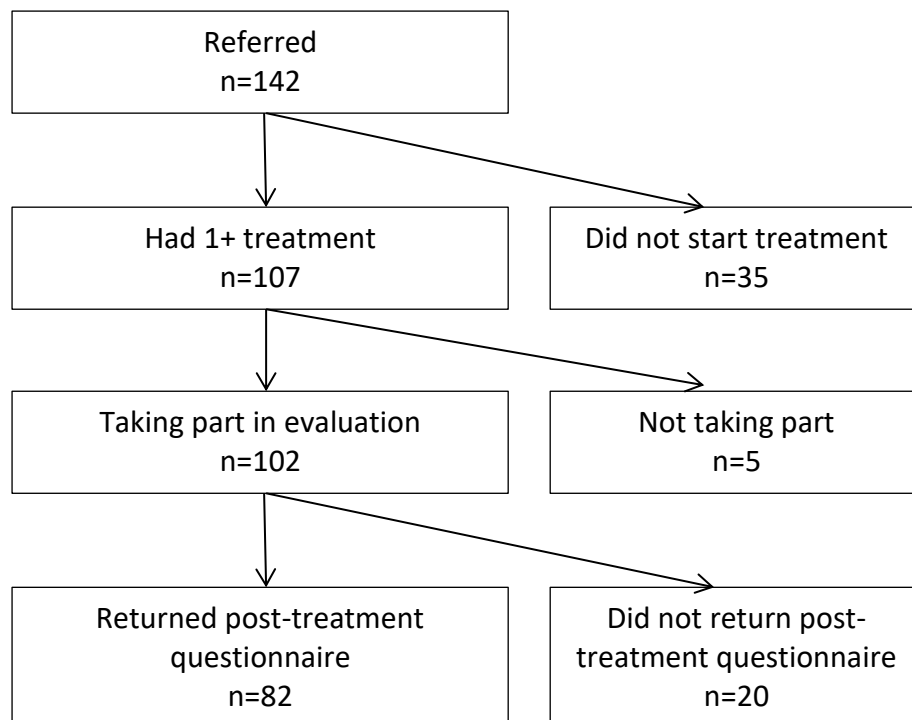 Referred
n=142
Had 1+ treatment
n=107
Did not start treatment
n=35
Taking part in evaluation
n=102
Not taking part
n=5
Returned post-treatment
questionnaire
n=82
Did not return post-
treatment questionnaire
n=20